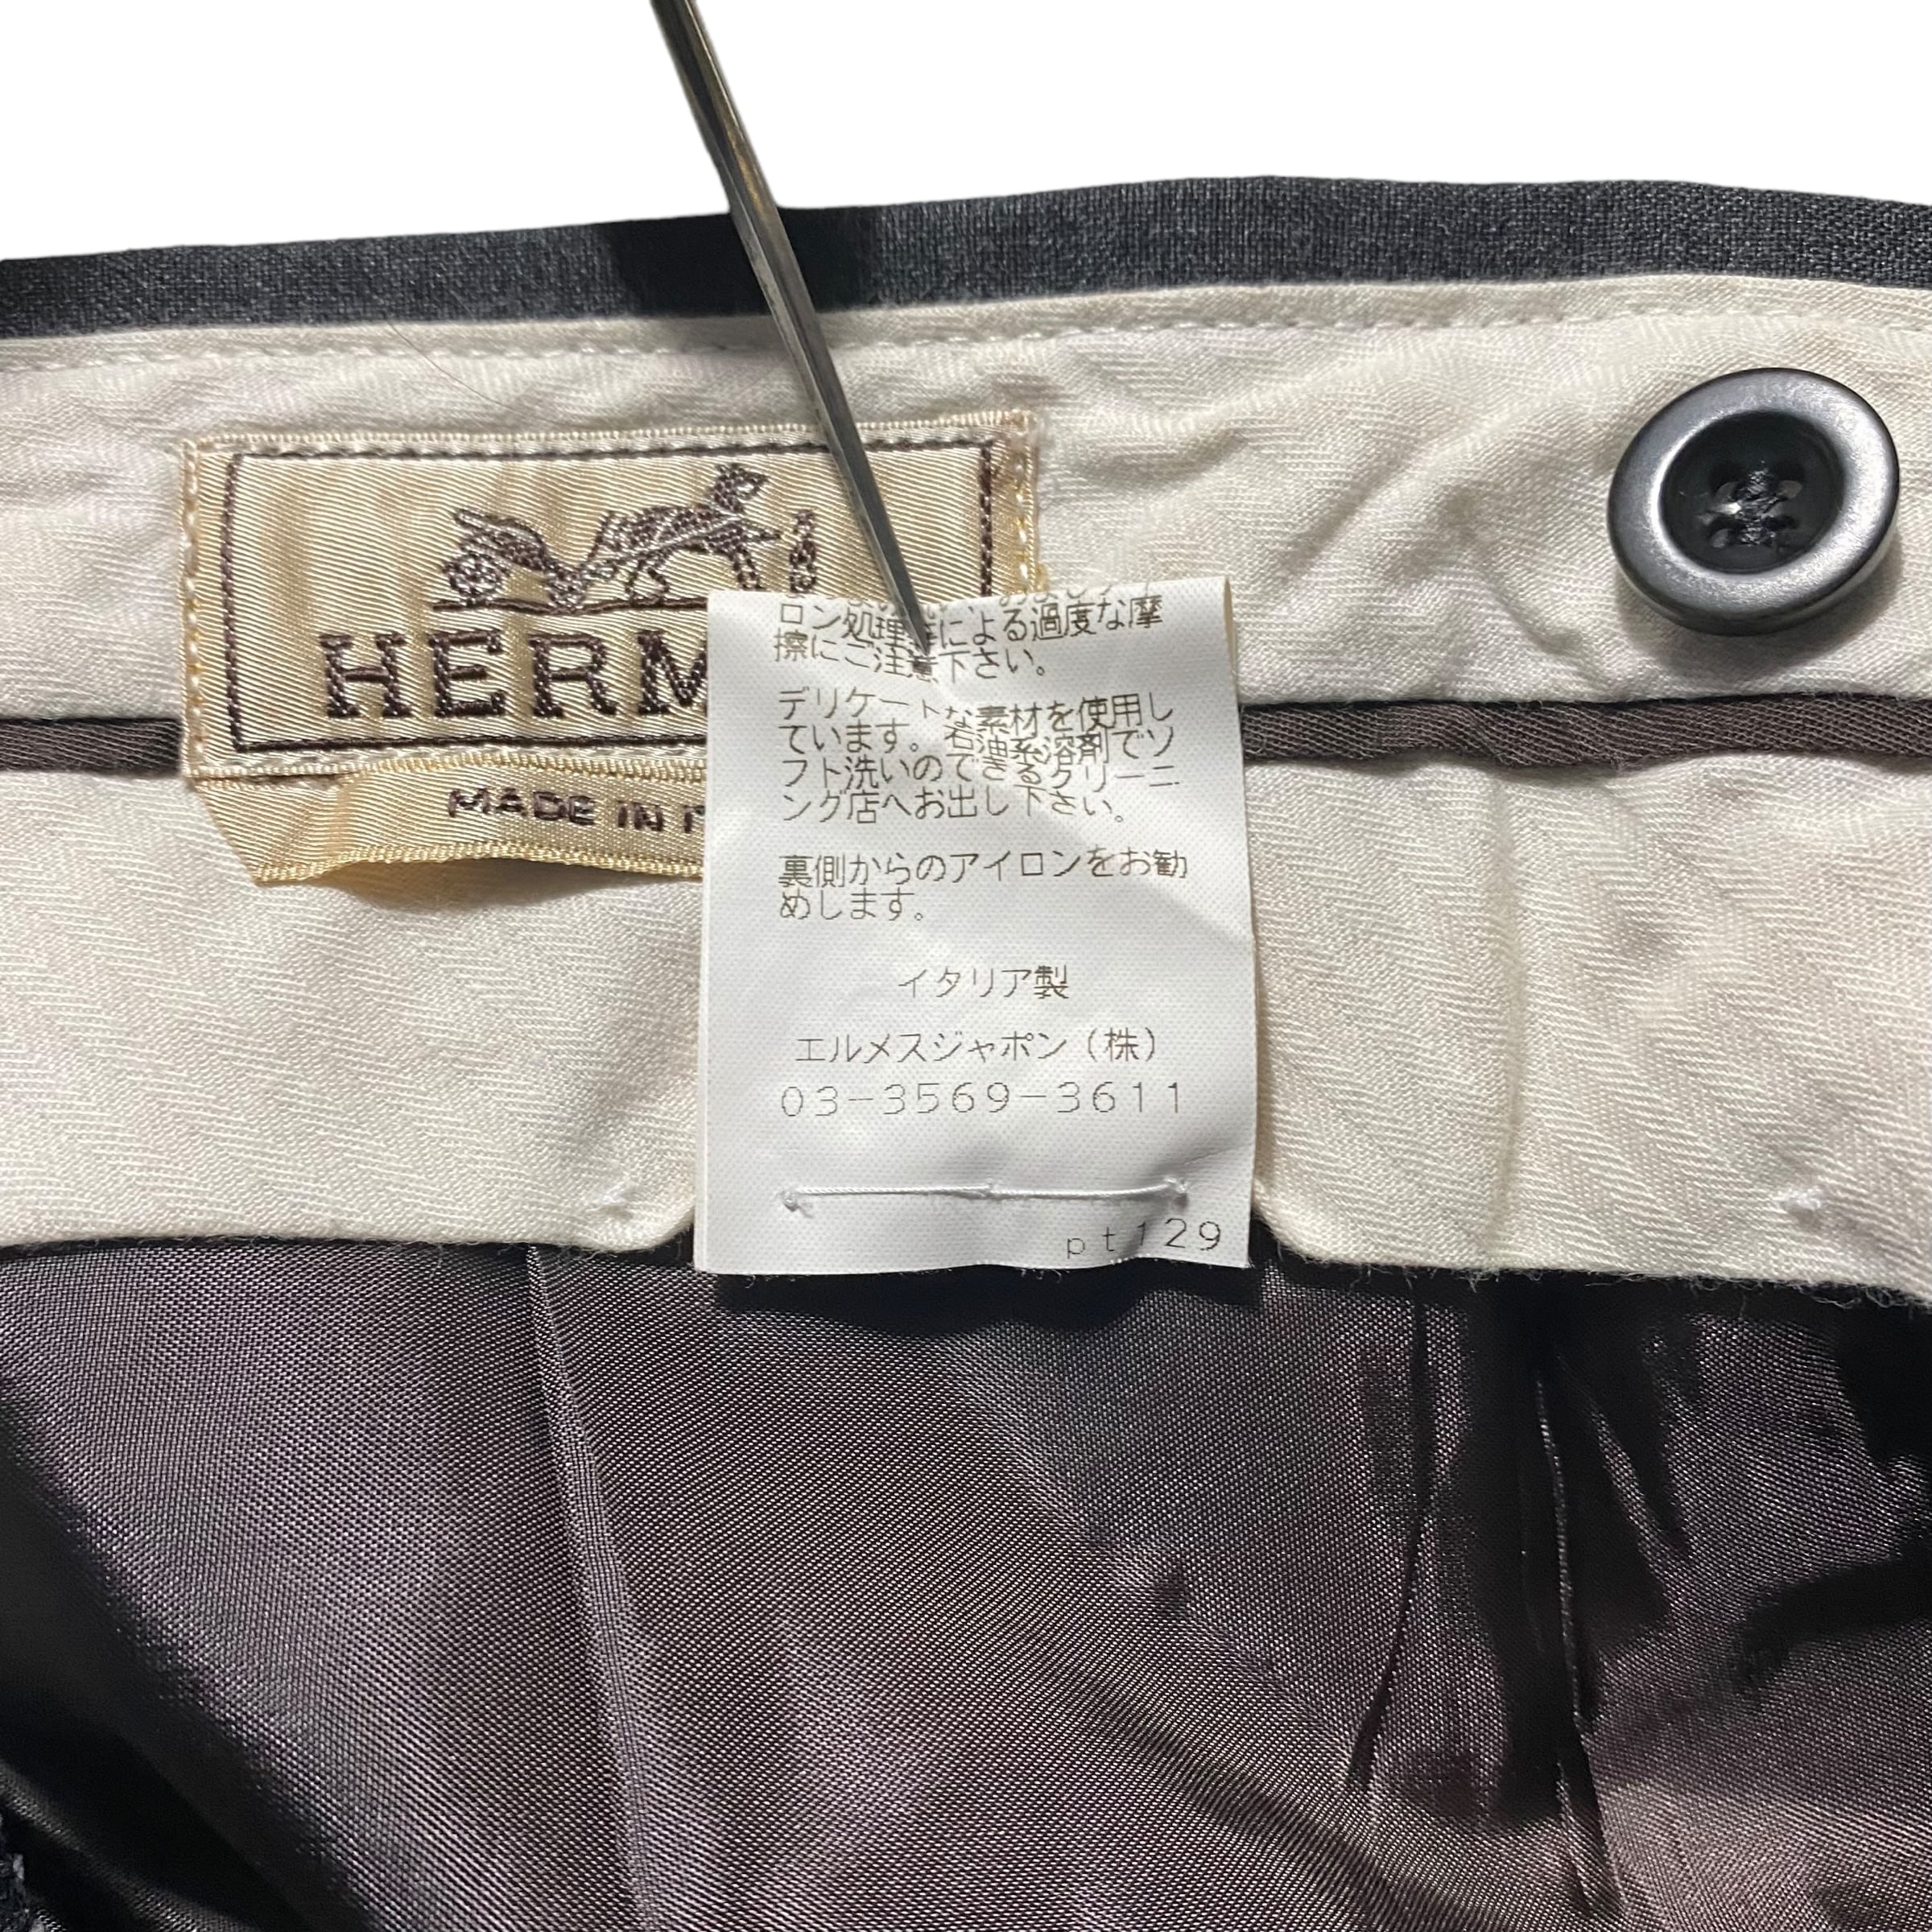 HERM
MADE IN
ロン処理等による過度な摩
擦にご注意下さい。
デリケートな素材を使用し
ています。石油系溶剤でソ
フト洗いのできるクリーニ
ング店へお出し下さい。
裏側からのアイロンをお勧
めします。
イタリア製
エルメスジャポン(株)
03-3569-3611
pt129